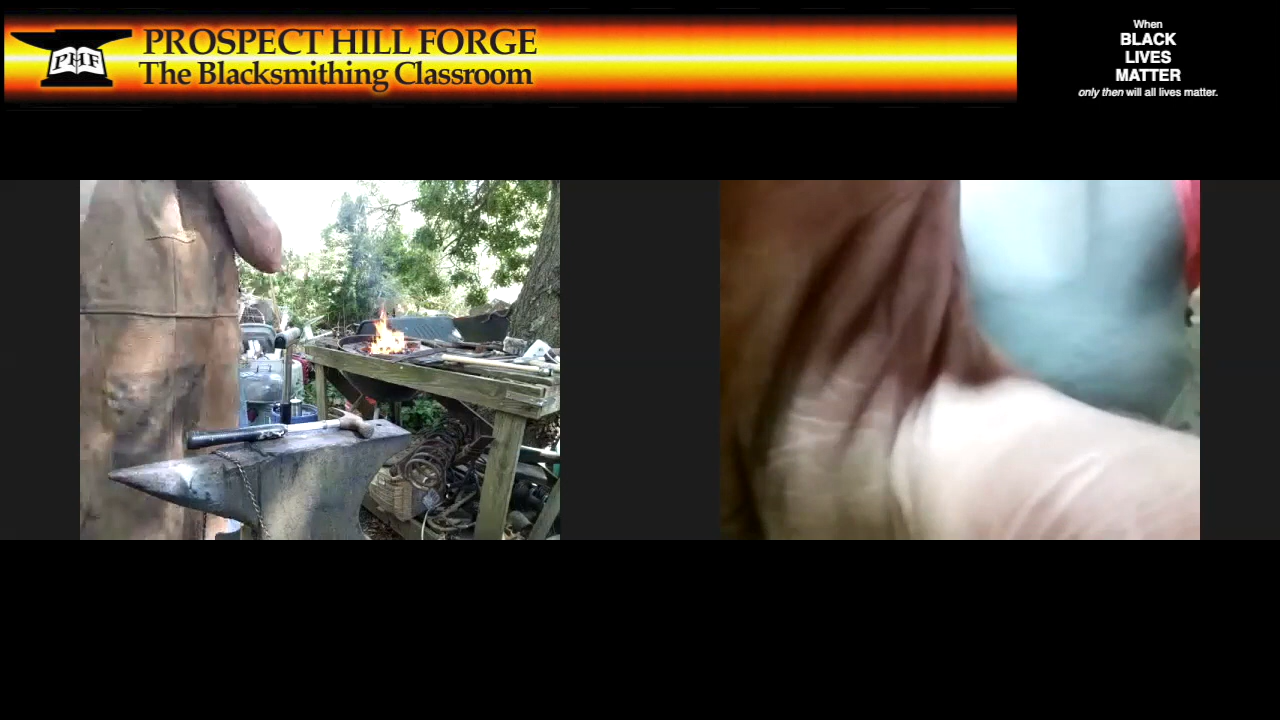 PROSPECT HILL FORGE
The Blacksmithing Classroom
PHF
When
BLACK
LIVES
MATTER
only then will all lives matter.